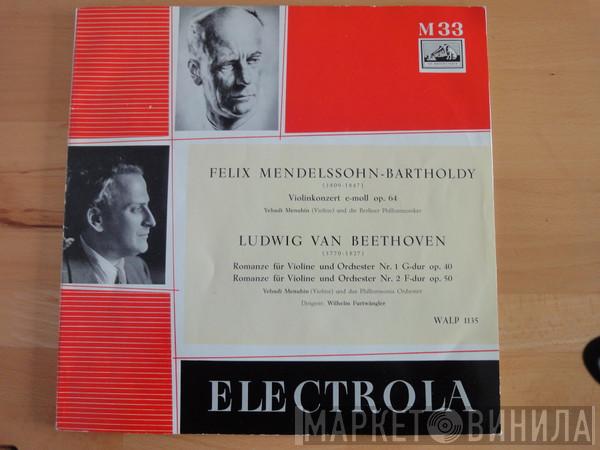 M 33
FELIX MENDELSSOHN-BARTHOLDY
(1809-1847)
Violinkonzert e-moll op. 64
Yehudi Menuhin (Violine) und die Berliner Philharmoniker
LUDWIG VAN BEETHOVEN
(1770-1827)
Romanze für Violine und Orchester Nr. 1 G-dur op. 40
Romanze für Violine und Orchester Nr. 2 F-dur op. 50
Yehudi Menuhin (Violine) und das Philharmonia Orchester
Dirigent: Wilhelm Furtwängler
WALP 1135
ELECTROLA
МАРКЕТ ВИНИЛА